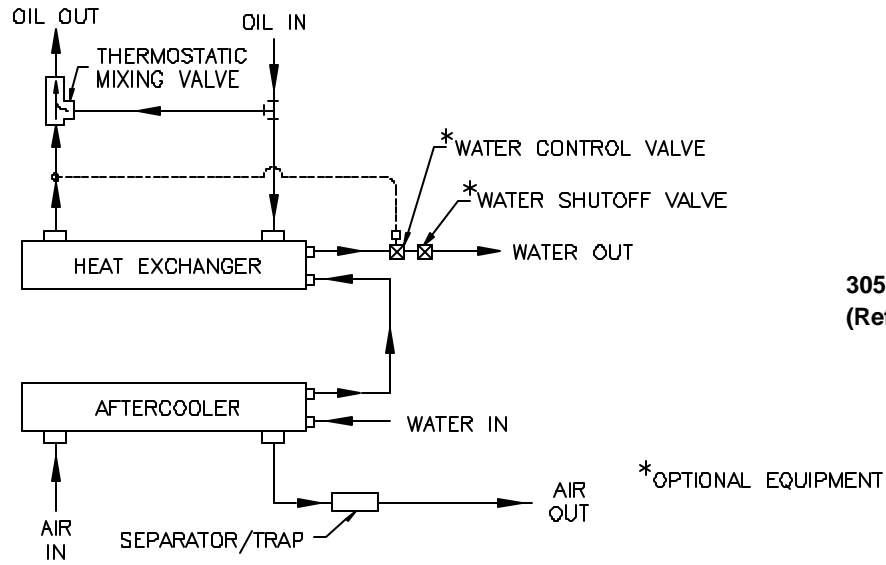 OIL OUT
OIL IN
THERMOSTATIC
MIXING VALVE
*WATER CONTROL VALVE
*WATER SHUTOFF VALVE
WATER OUT
HEAT EXCHANGER
305
(Ref
AFTERCOOLER
WATER IN
*OPTIONAL EQUIPMENT
AIR
OUT
AIR
IN
SEPARATOR/TRAP